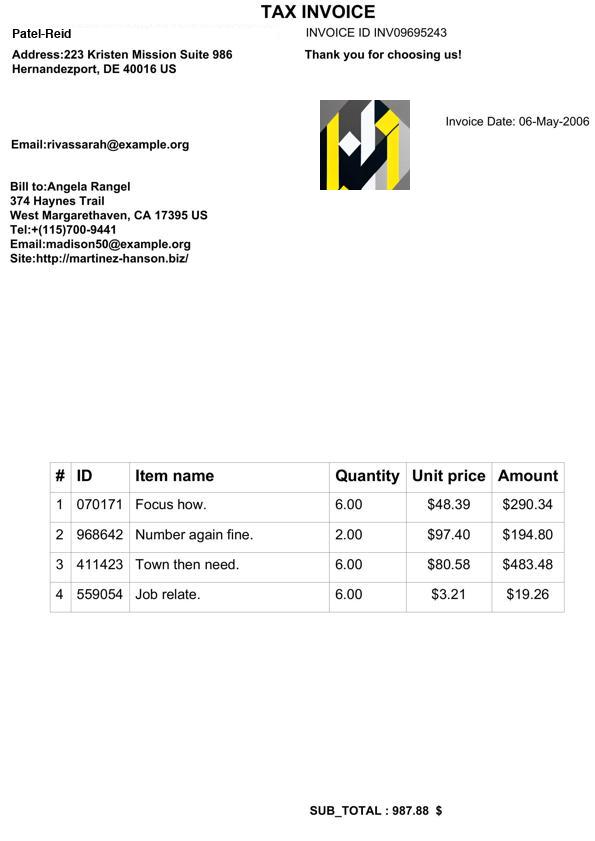 TAX INVOICE
Patel-Reid
INVOICE ID INV09695243
Address:223 Kristen Mission Suite 986
Hernandezport, DE 40016 US
Thank you for choosing us!
Invoice Date: 06-May-2006
Email:rivassarah@example.org
Bill to:Angela Rangel
374 Haynes Trail
West Margarethaven, CA 17395 US
Tel:+(115)700-9441
Email:madison50@example.org
Site:http://martinez-hanson.biz/
# ID Item name Quantity Unit price Amount
1 070171 Focus how. 6.00 $48.39 $290.34
2 968642 Number again fine. 2.00 $97.40 $194.80
3 411423 Town then need. 6.00 $80.58 $483.48
4 559054 Job relate. 6.00 $3.21 $19.26
SUB_TOTAL : 987.88 $